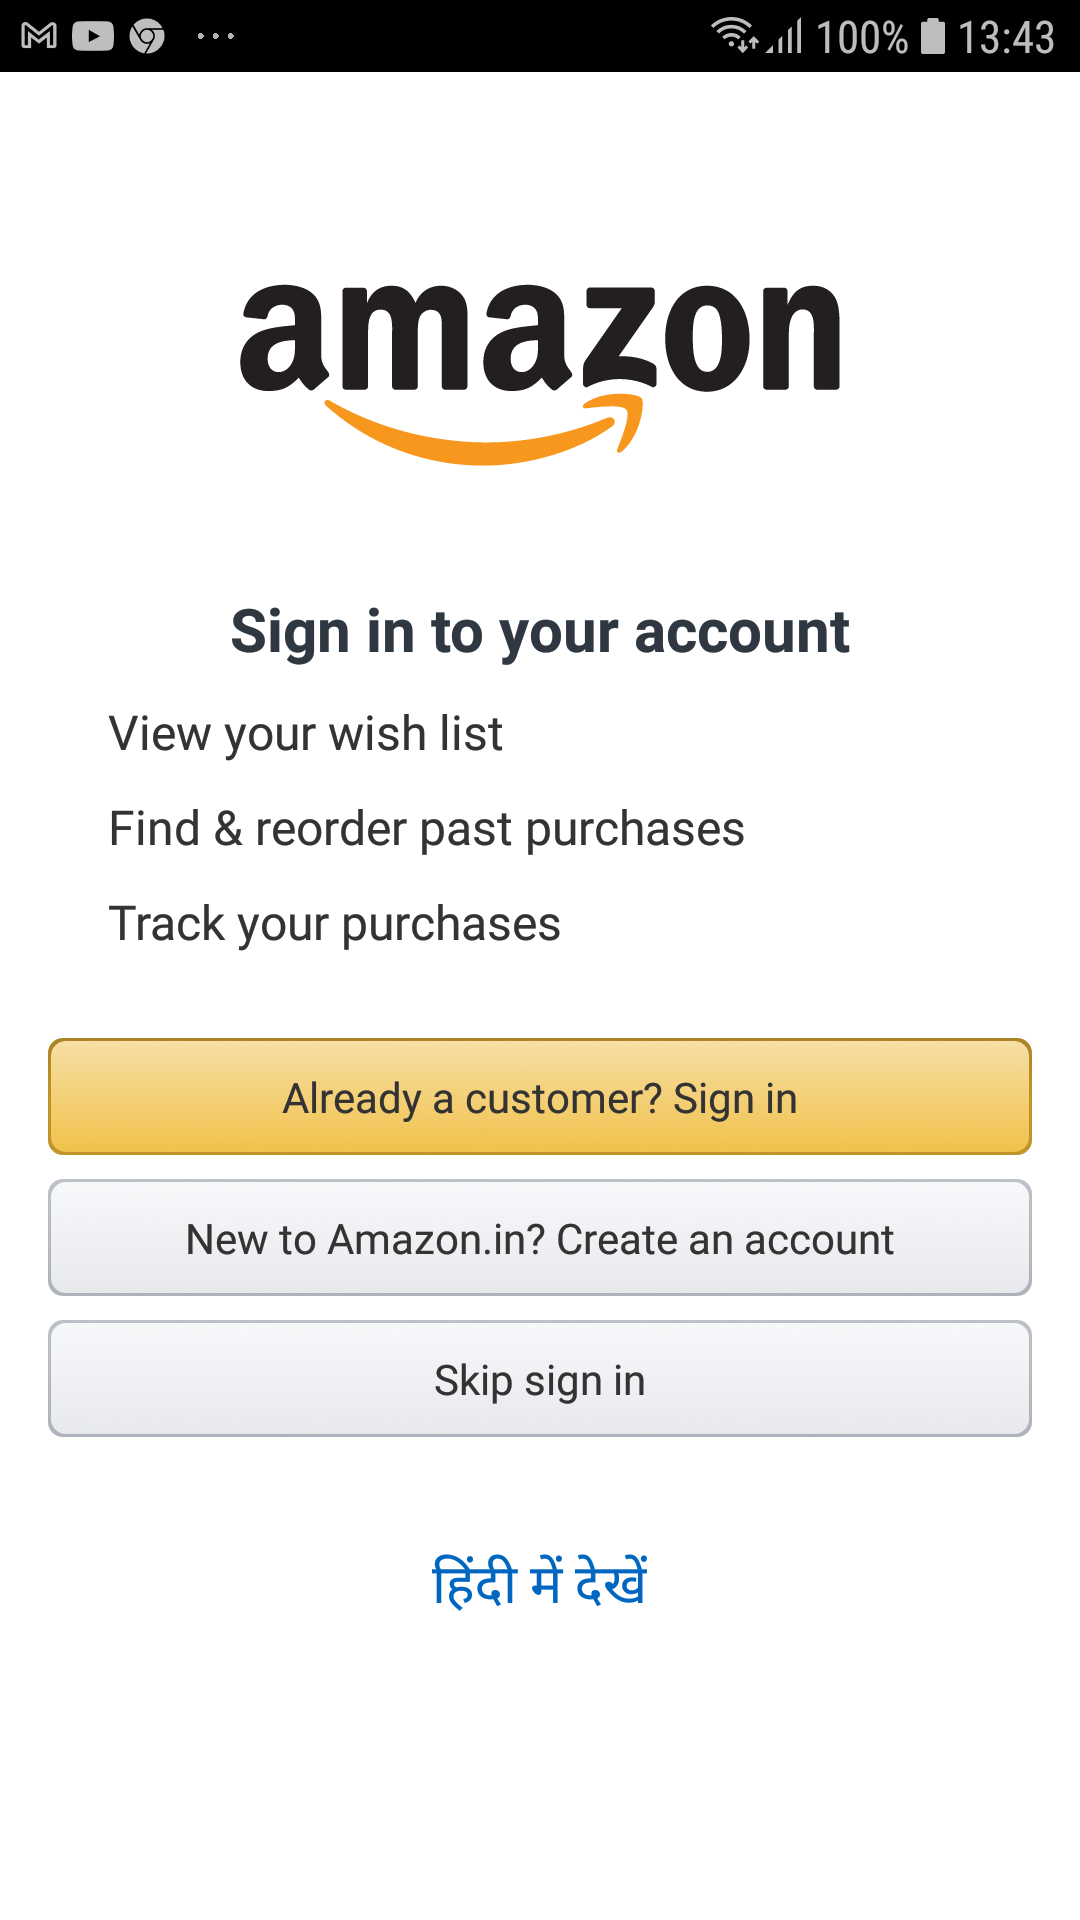 100% 13:43
amazon
Sign in to your account
View your wish list
Find & reorder past purchases
Track your purchases
Already a customer? Sign in
New to Amazon.in? Create an account
Skip sign in
हिंदी में देखें